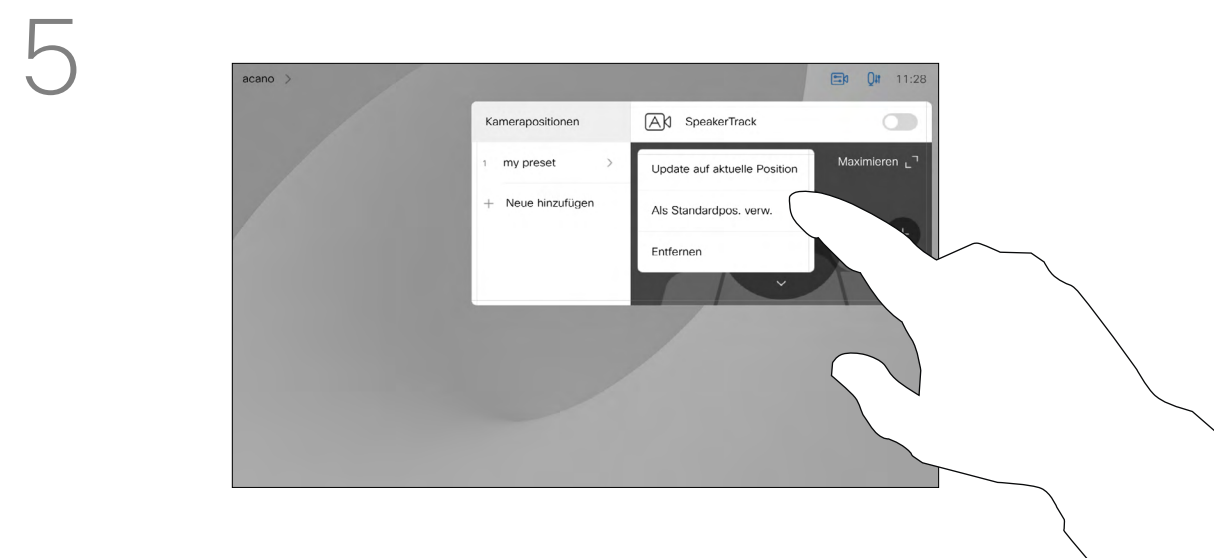 5
acano >
11:28
Kamerapositionen
SpeakerTrack
1 my preset >
Update auf aktuelle Position
Maximieren
+ Neue hinzufügen
Als Standardpos. verw.
Entfernen